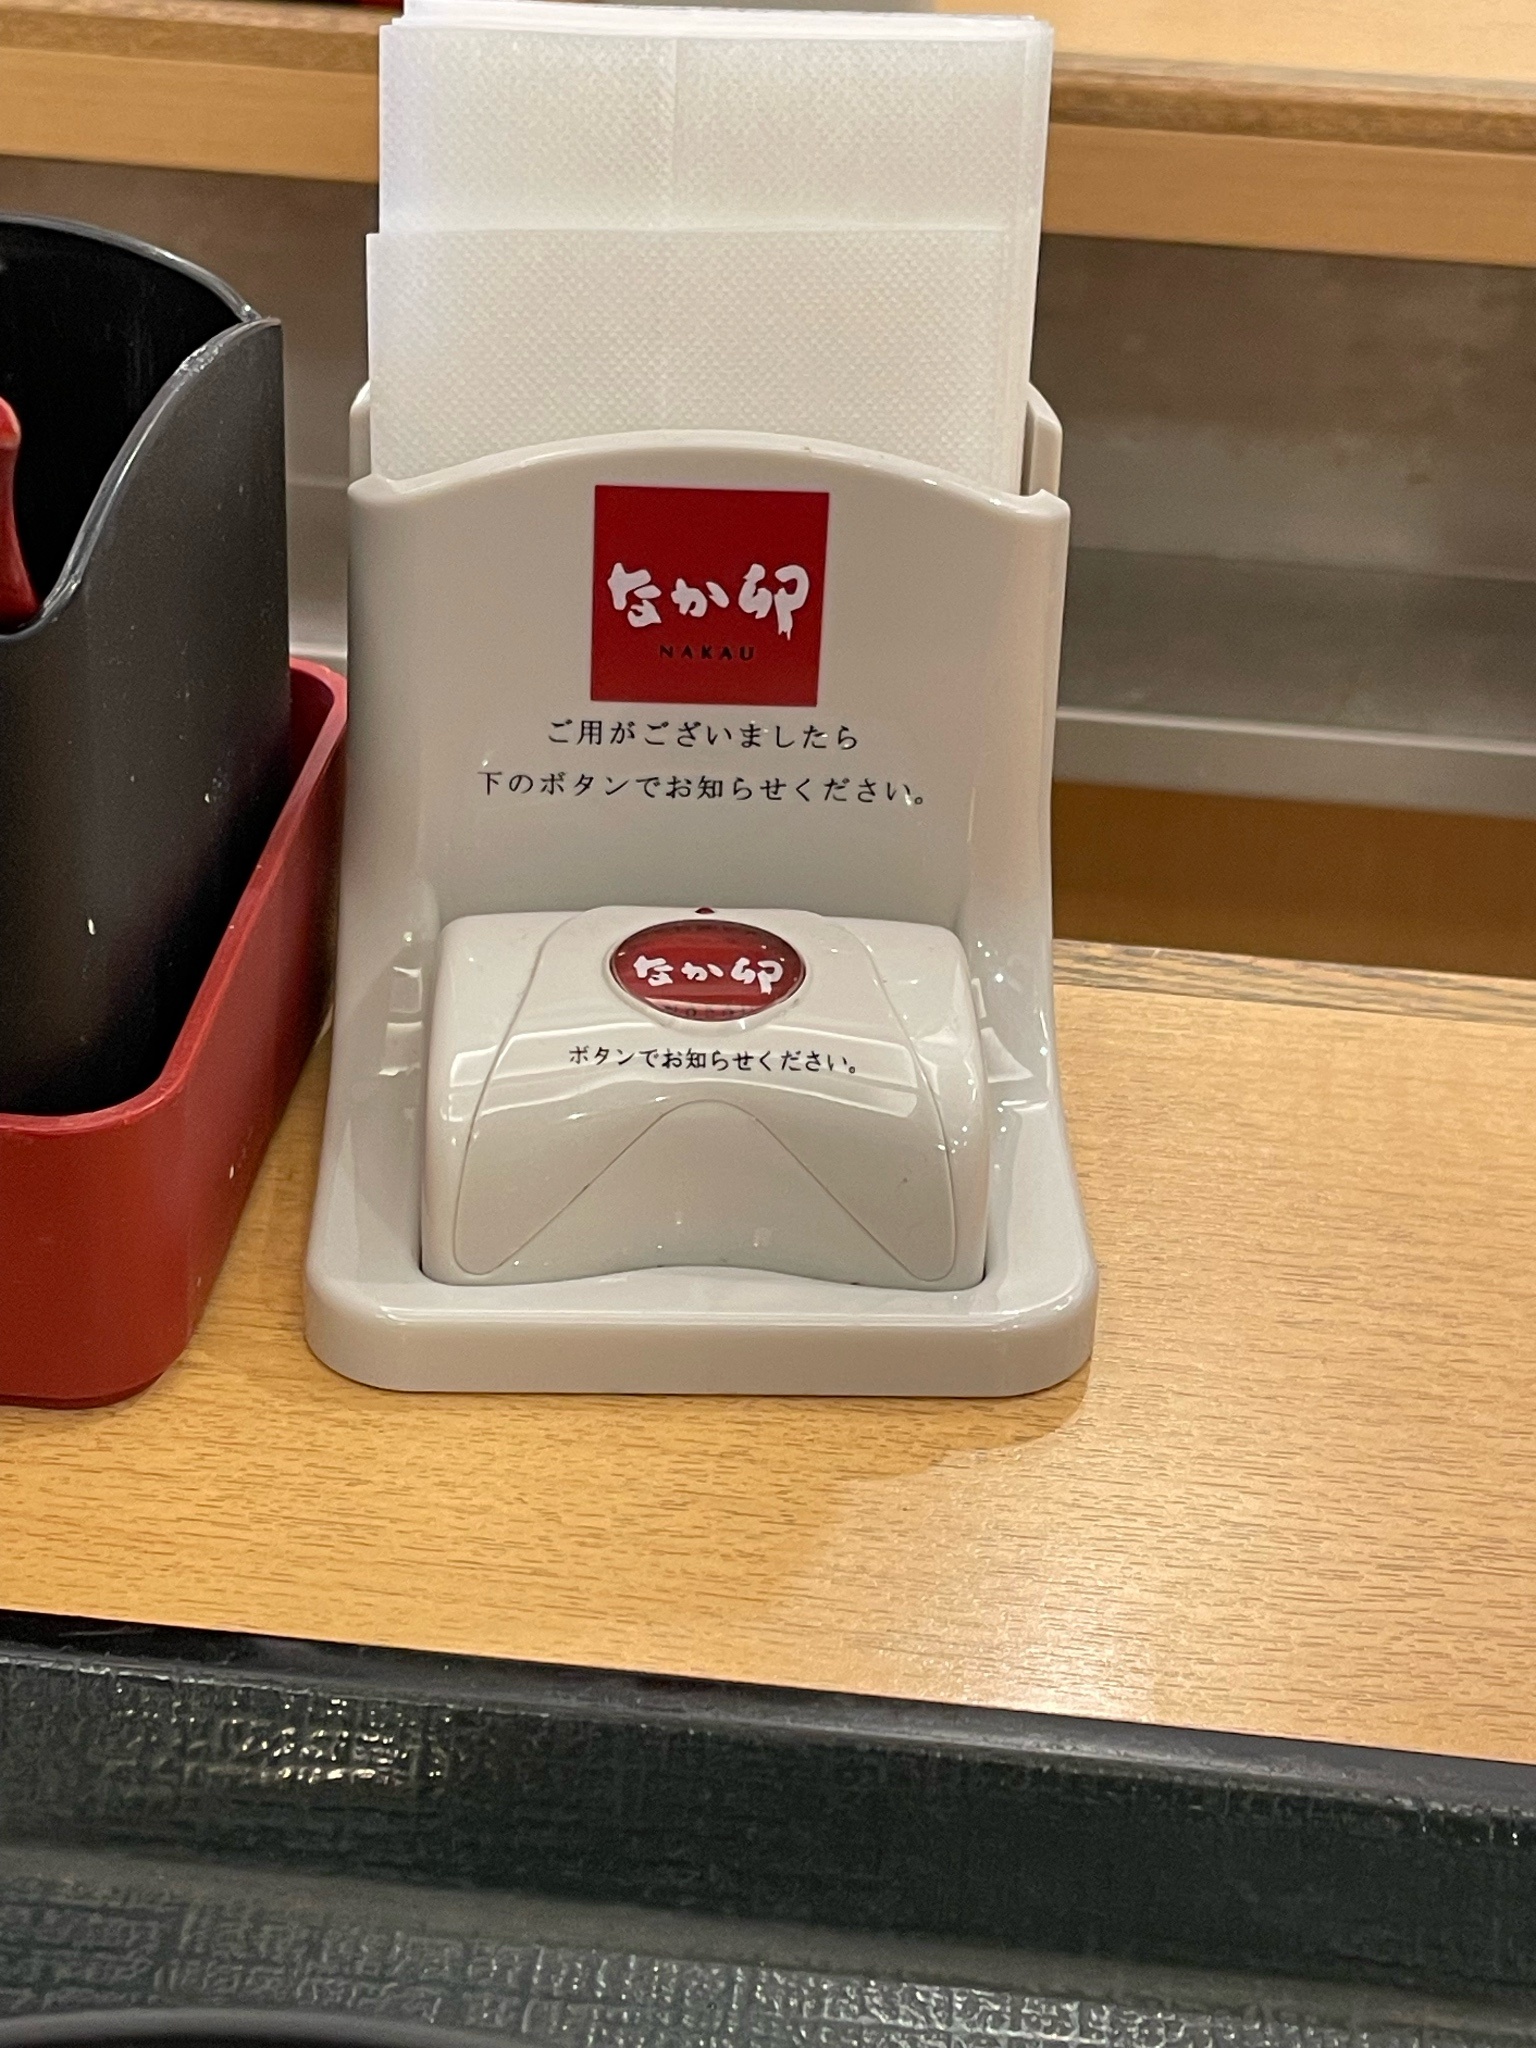 なか卯
NAKAU
ご用がございましたら
下のボタンでお知らせください。
なか卯
ボタンでお知らせください。